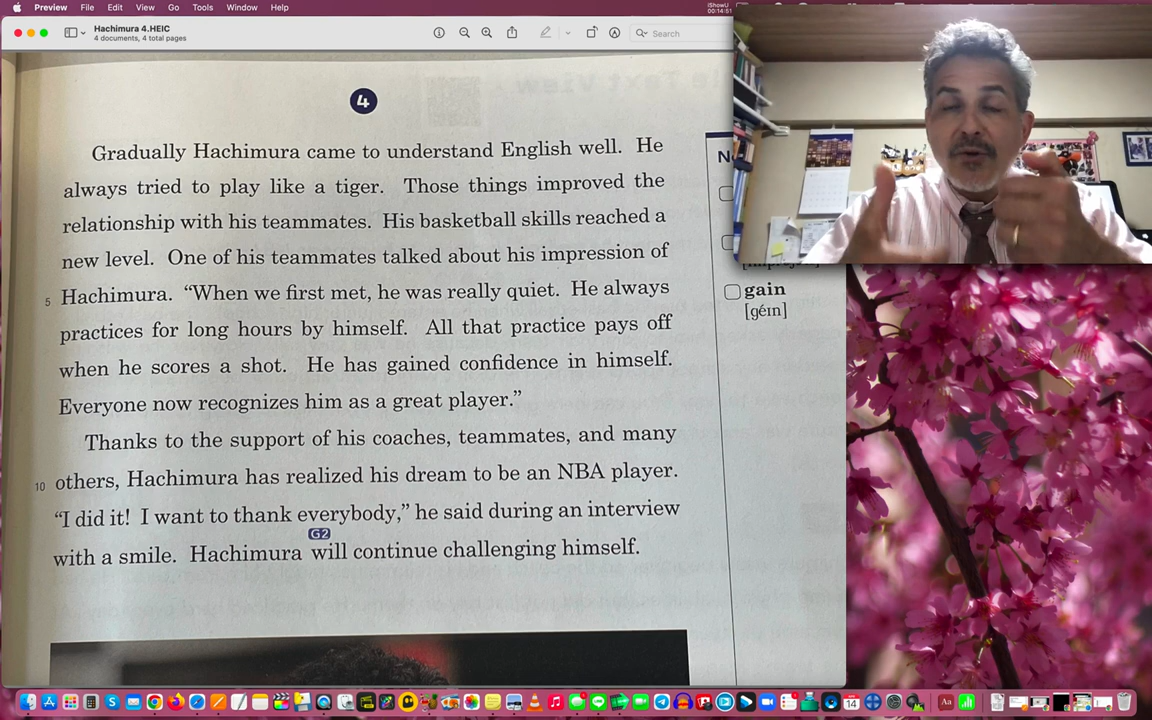 Preview File Edit View Go Tools Window Help
iShowU
00:14:51
Hachimura 4.HEIC
4 documents, 4 total pages
Search
4
Gradually Hachimura came to understand English well. He
always tried to play like a tiger. Those things improved the
relationship with his teammates. His basketball skills reached a
new level. One of his teammates talked about his impression of
5 Hachimura. “When we first met, he was really quiet. He always
practices for long hours by himself. All that practice pays off
when he scores a shot. He has gained confidence in himself.
Everyone now recognizes him as a great player.”
Thanks to the support of his coaches, teammates, and many
10 others, Hachimura has realized his dream to be an NBA player.
“I did it! I want to thank everybody,” he said during an interview
G2
with a smile. Hachimura will continue challenging himself.
gain
[géɪn]
14
Aa